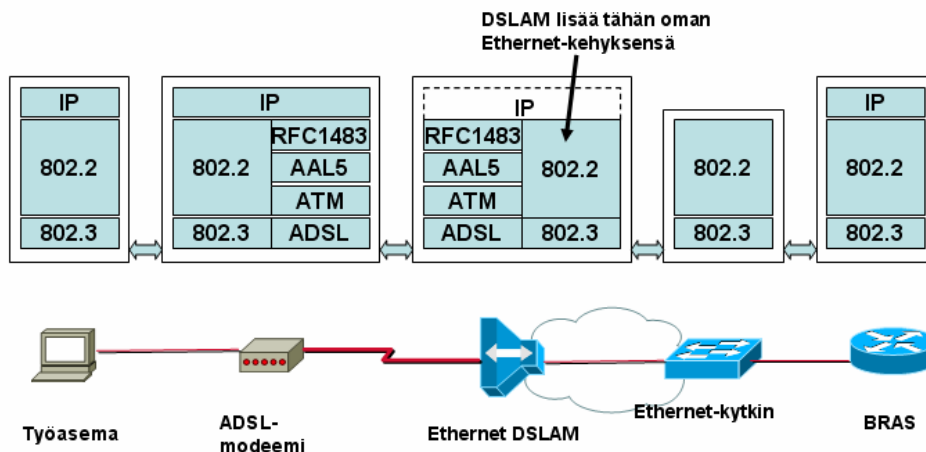 DSLAM lisää tähän oman
Ethernet-kehyksensä
IP
802.2
802.3
IP
802.2
RFC1483
AAL5
ATM
802.3
ADSL
IP
RFC1483
AAL5
ATM
802.2
ADSL
802.3
802.2
802.3
IP
802.2
802.3
Työasema
ADSL-
modeemi
Ethernet DSLAM
Ethernet-kytkin
BRAS